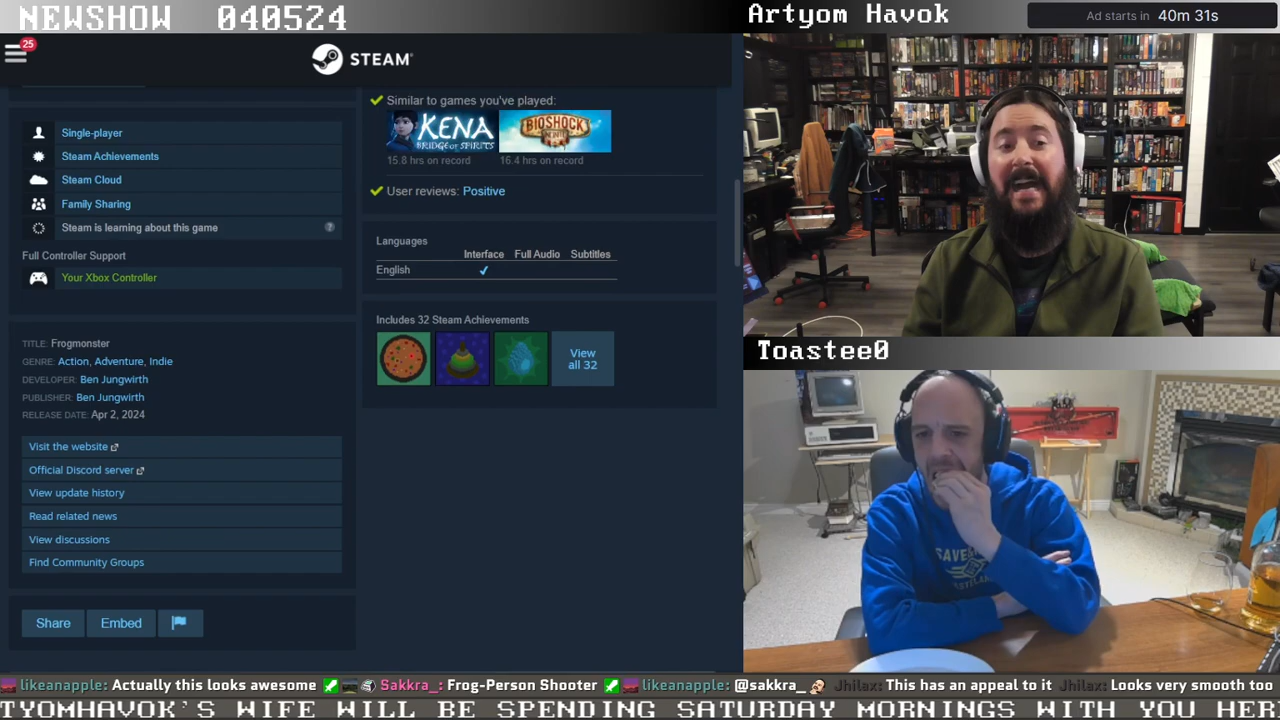 NEWSHOW 040524
25
STEAM
Single-player
Steam Achievements
Steam Cloud
Family Sharing
Steam is learning about this game
?
Full Controller Support
Your Xbox Controller
TITLE: Frogmonster
GENRE: Action, Adventure, Indie
DEVELOPER: Ben Jungwirth
PUBLISHER: Ben Jungwirth
RELEASE DATE: Apr 2, 2024
Visit the website
Official Discord server
View update history
Read related news
View discussions
Find Community Groups
Share
Embed
Similar to games you've played:
KENA
BRIDGE OF SPIRITS
BIOSHOCK
INFINITE
15.8 hrs on record
16.4 hrs on record
User reviews: Positive
Languages
Interface Full Audio Subtitles
English ✔
Includes 32 Steam Achievements
View
all 32
Artyom Havok
Ad starts in 40m 31s
Toastee0
likeanapple: Actually this looks awesome Sakkra_: Frog-Person Shooter likeanapple: @sakkra_ Jhilax: This has an appeal to it Jhilax: Looks very smooth too
TYOMHAVOK'S WIFE WILL BE SPENDING SATURDAY MORNINGS WITH YOU HER